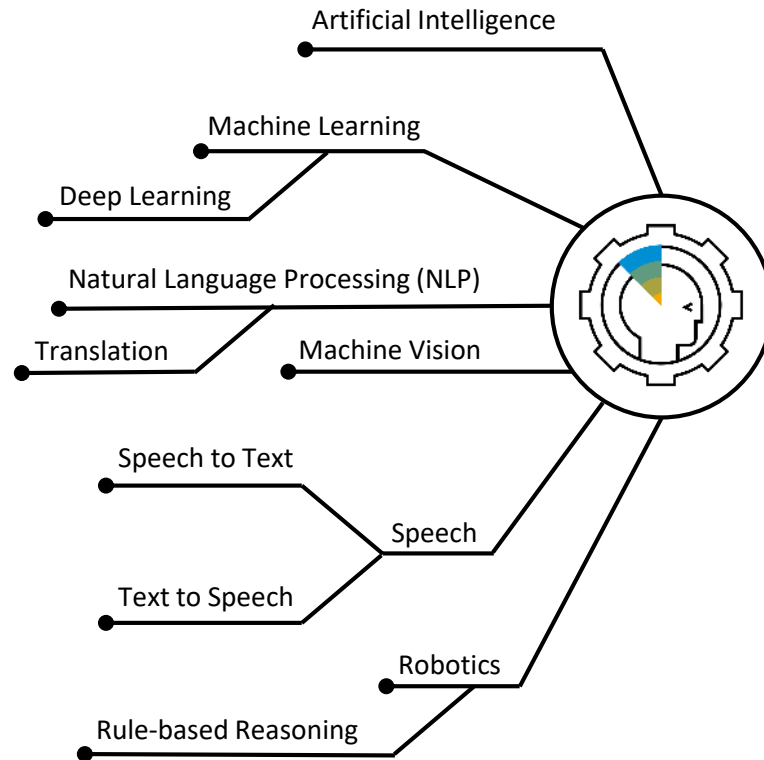 Artificial Intelligence
Machine Learning
Deep Learning
Natural Language Processing (NLP)
Translation
Machine Vision
Speech to Text
Speech
Text to Speech
Robotics
Rule-based Reasoning